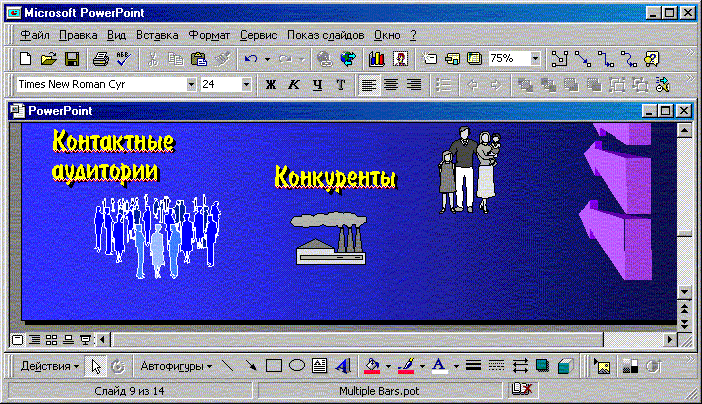 Microsoft PowerPoint
Файл Правка Вид Вставка Формат Сервис Показ слайдов Окно ?
75%
Times New Roman Cyr 24 Ж К Ч Т
PowerPoint
Контактные
аудитории
Конкуренты
Действия Автофигуры
Слайд 9 из 14 Multiple Bars.pot